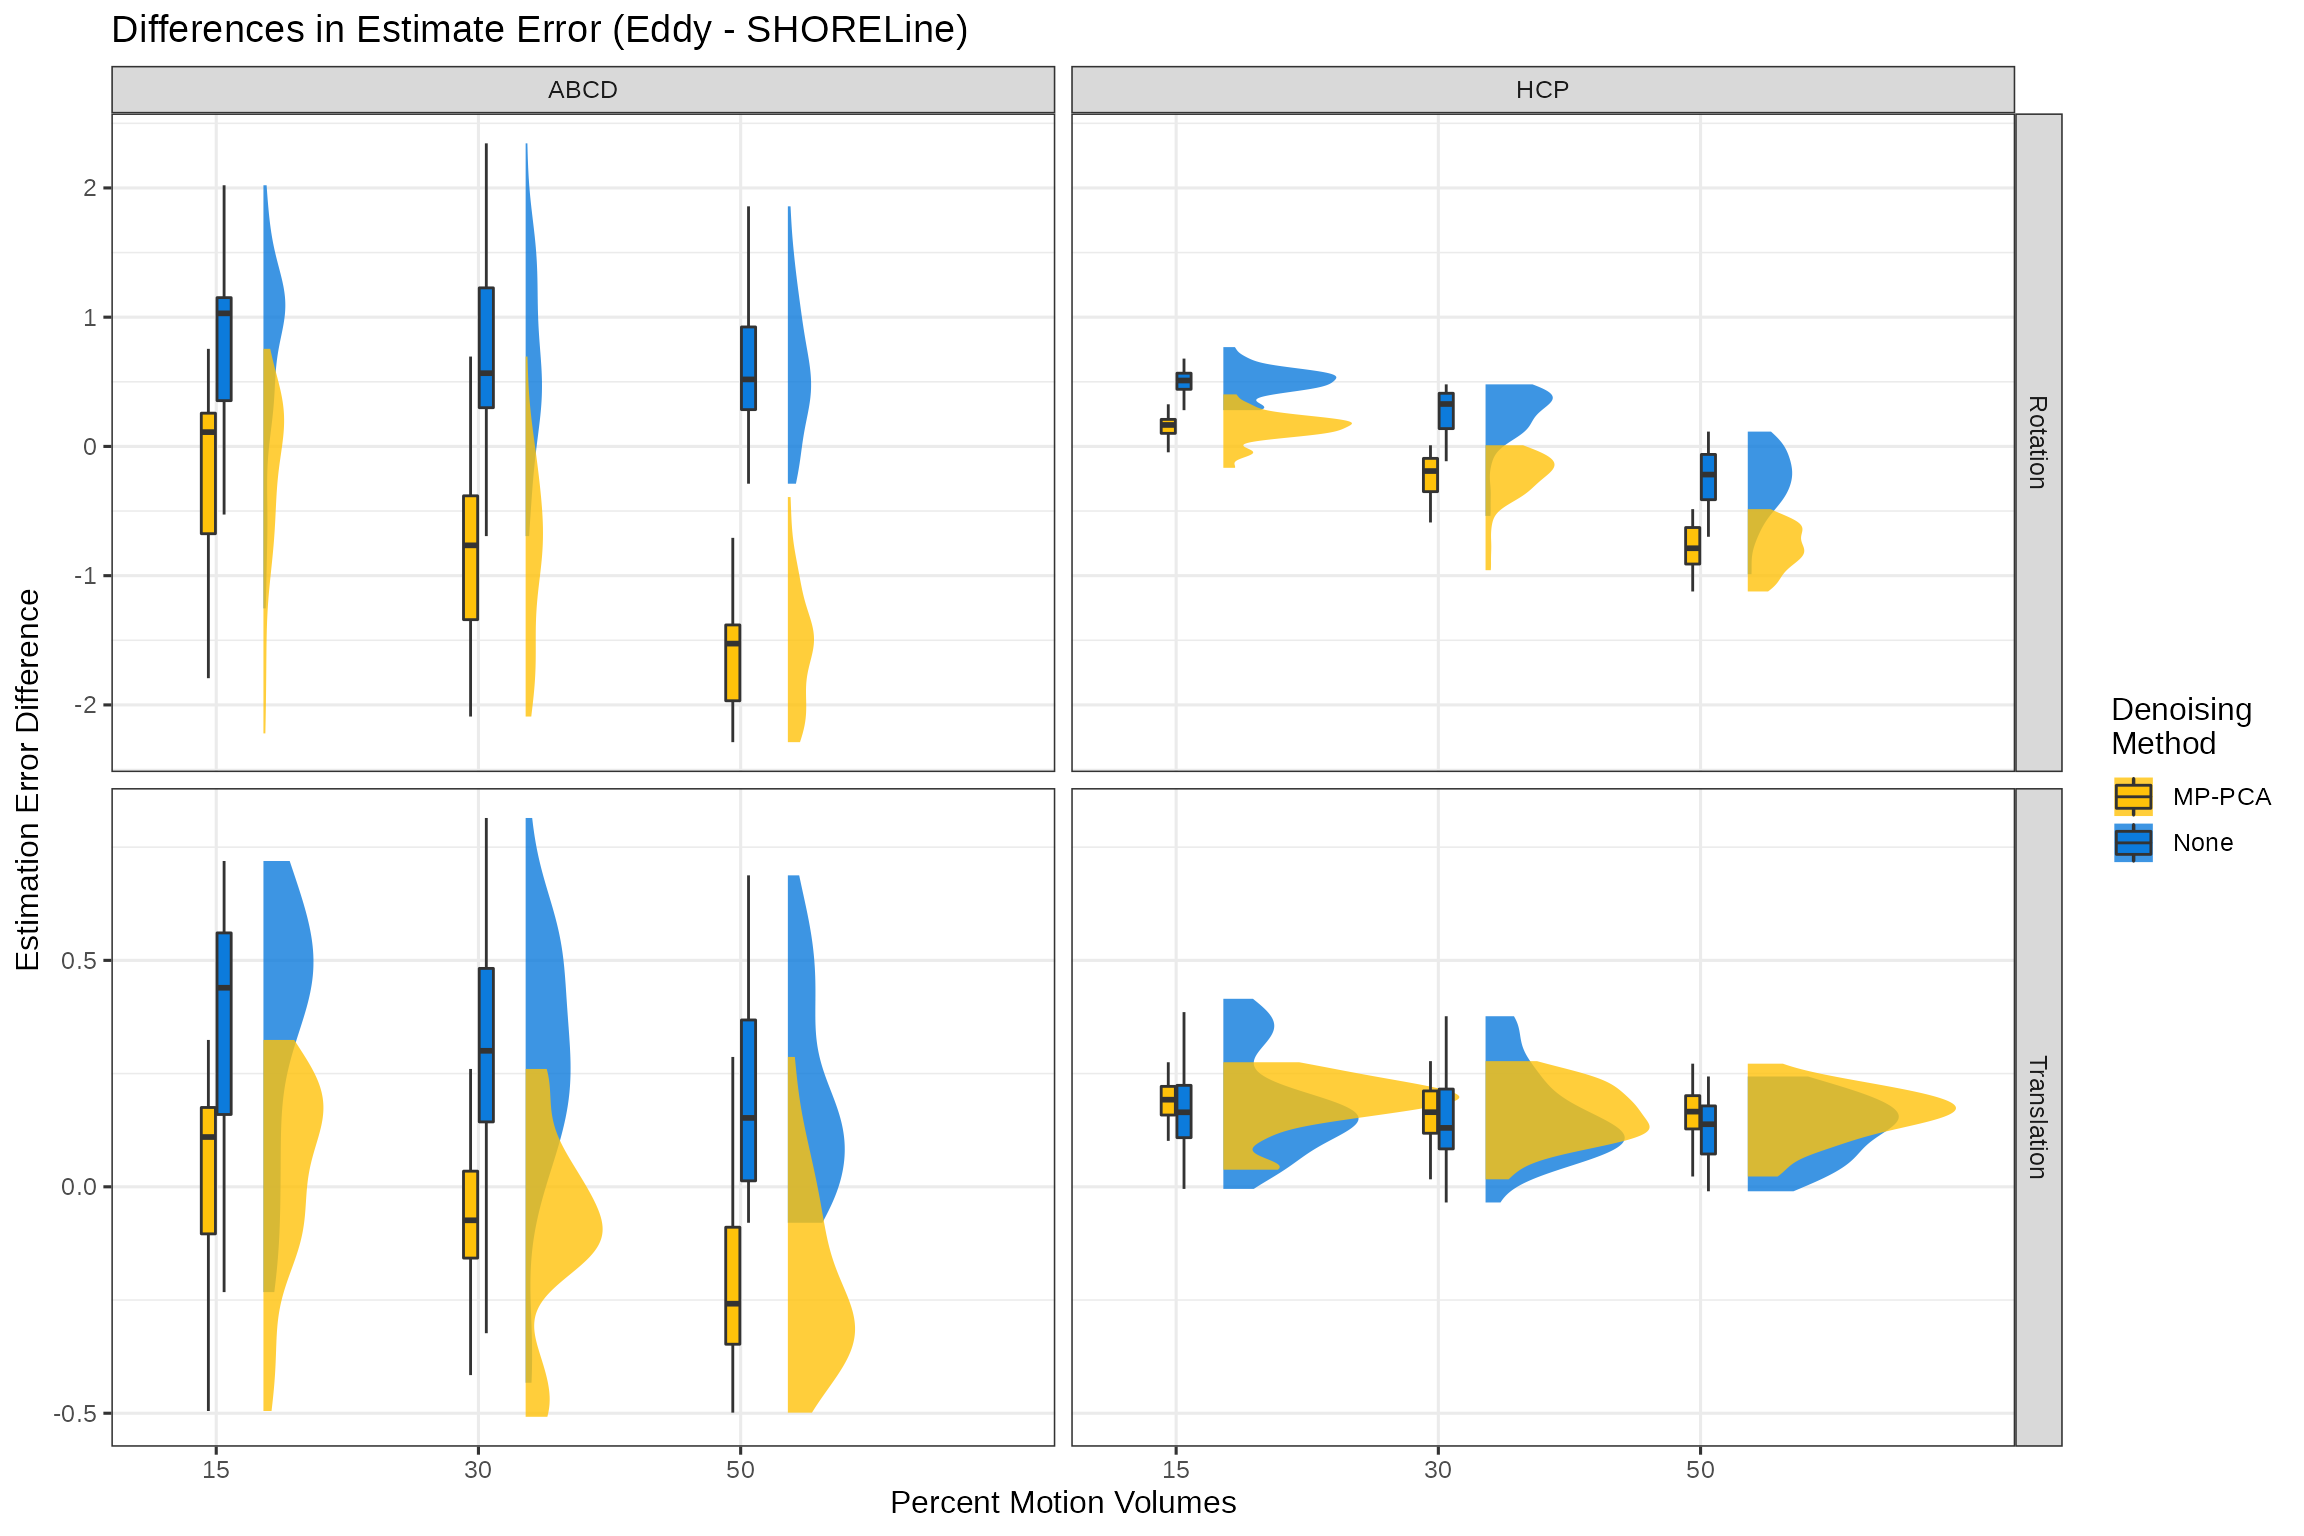 Differences in Estimate Error (Eddy - SHORELine)
ABCD
HCP
2
1
0
-1
-2
Rotation
0.5
0.0
-0.5
Translation
Estimation Error Difference
15
30
50
15
30
50
Percent Motion Volumes
Denoising
Method
MP-PCA
None